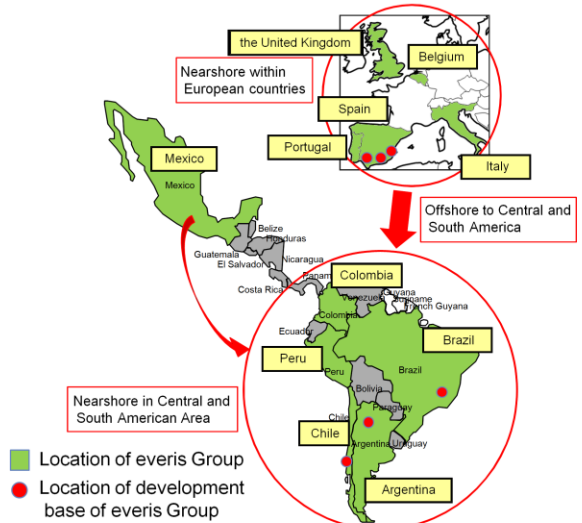 the United Kingdom
Belgium
Nearshore within
European countries
Spain
Portugal
Italy
Mexico
Mexico
Offshore to Central and
South America
Belize
Honduras
Guatemala
Nicaragua
El Salvador
Costa Rica
Panam
Colombia
Venezuela
Guyana
Suriname
French Guyana
Colombia
Ecuador
Brazil
Peru
Peru
Brazil
Bolivia
Nearshore in Central and
South American Area
Paraguay
Chile
Chile
Argentina
Uruguay
Location of everis Group
Argentina
Location of development
base of everis Group